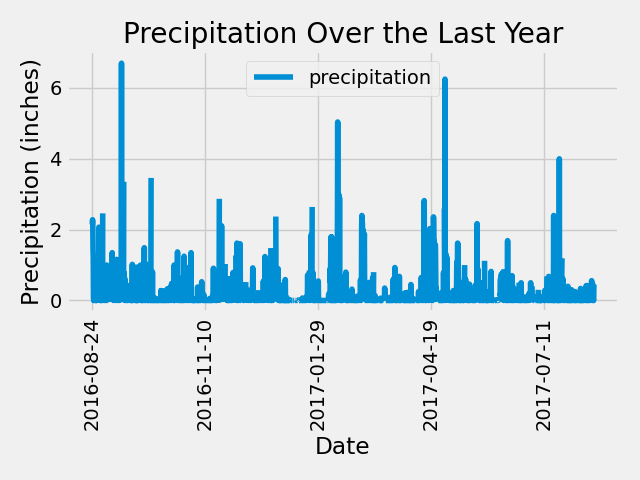 Precipitation Over the Last Year
precipitation
Precipitation (inches)
6
4
2
0
2016-08-24
2016-11-10
2017-01-29
2017-04-19
2017-07-11
Date